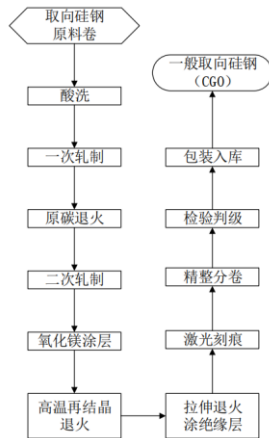 取向硅钢
原料卷
酸洗
一次轧制
原碳退火
二次轧制
氧化镁涂层
高温再结晶
退火
拉伸退火
涂绝缘层
激光刻痕
精整分卷
检验判级
包装入库
一般取向硅钢
（CGO）